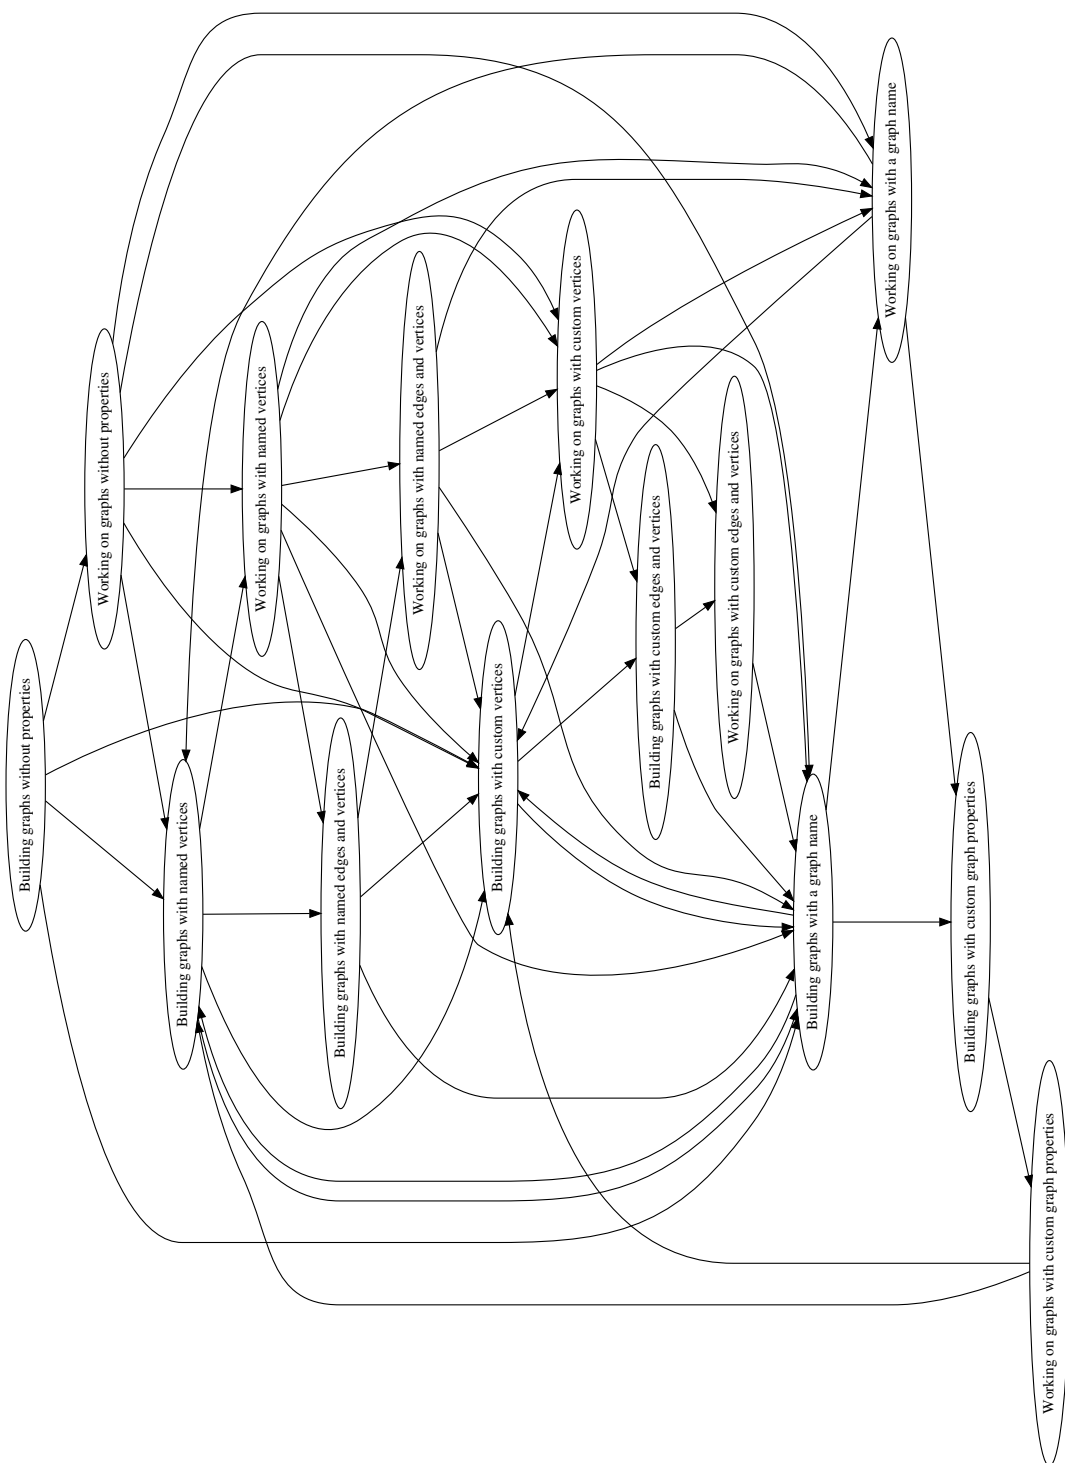 Building graphs without properties
Working on graphs without properties
Building graphs with named vertices
Working on graphs with named vertices
Building graphs with named edges and vertices
Working on graphs with named edges and vertices
Building graphs with custom vertices
Working on graphs with custom vertices
Building graphs with custom edges and vertices
Working on graphs with custom edges and vertices
Building graphs with a graph name
Working on graphs with a graph name
Building graphs with custom graph properties
Working on graphs with custom graph properties